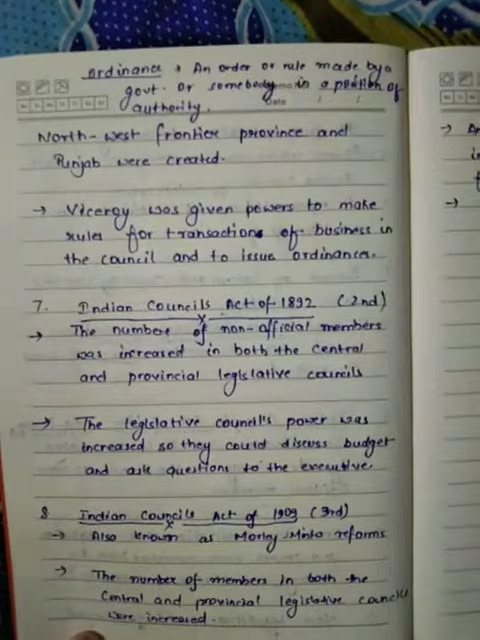 Ordinance → An order or rule made by a
govt. or somebody in a position of
authority.
Date
North-west frontier province and
Punjab were created.
→ Viceroy was given powers to make
rules for transactions of business in
the council and to issue ordinances.
7. Indian Councils Act of 1892 (2nd)
→ The number of non-official members
was increased in both the central
and provincial legislative councils
→ The legislative council's power was
increased so they could discuss budget
and ask questions to the executive.
8 Indian Councils Act of 1909 (3rd)
→ Also known as Morley-Minto reforms
→ The number of members in both the
Central and provincial legislative councils
were increased.